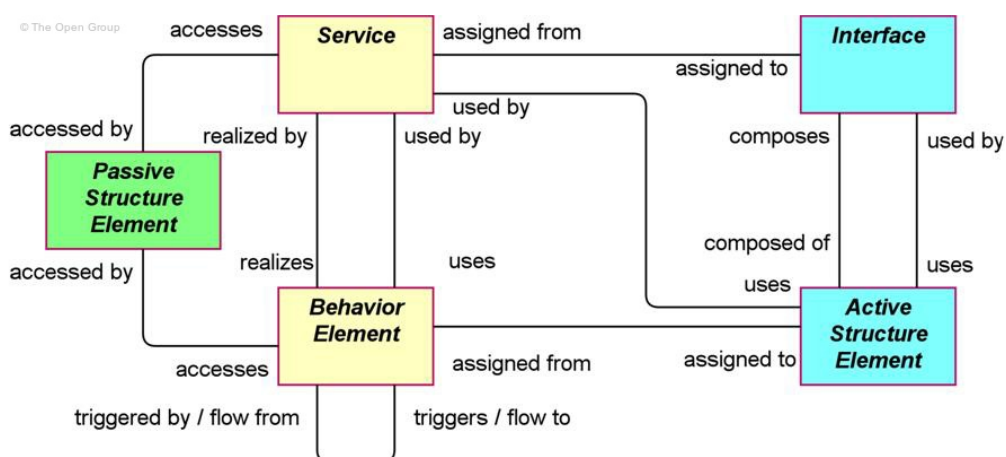 © The Open Group
accesses
Service
assigned from
Interface
assigned to
used by
accessed by
realized by
used by
composes
used by
Passive
Structure
Element
composed of
accessed by
realizes
uses
uses
uses
Behavior
Element
Active
Structure
Element
accesses
assigned from
assigned to
triggered by / flow from
triggers / flow to